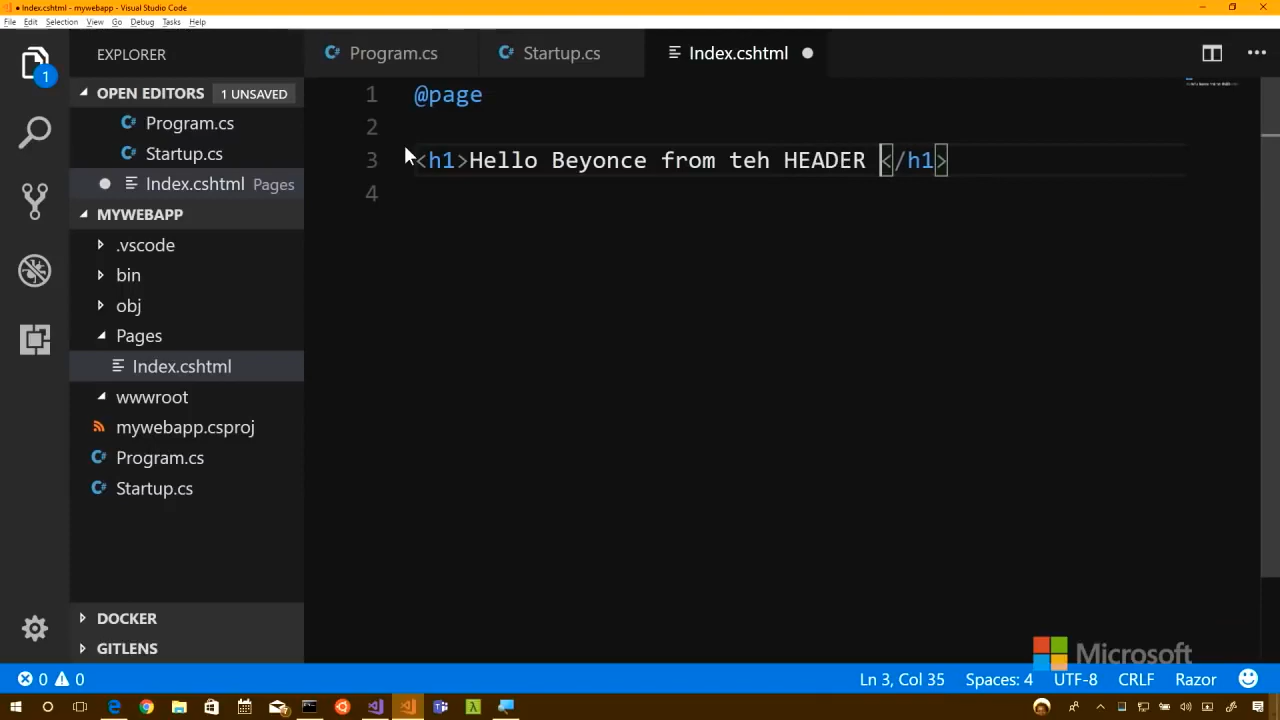 Index.cshtml - mywebapp - Visual Studio Code
File Edit Selection View Go Debug Tasks Help
EXPLORER
Program.cs
Startup.cs
Index.cshtml
OPEN EDITORS 1 UNSAVED
Program.cs
Startup.cs
Index.cshtml Pages
MYWEBAPP
.vscode
bin
obj
Pages
Index.cshtml
wwwroot
mywebapp.csproj
Program.cs
Startup.cs
DOCKER
GITLENS
1
1 @page
2
3 <h1>Hello Beyonce from teh HEADER </h1>
4
Microsoft
0 0 Ln 3, Col 35 Spaces: 4 UTF-8 CRLF Razor